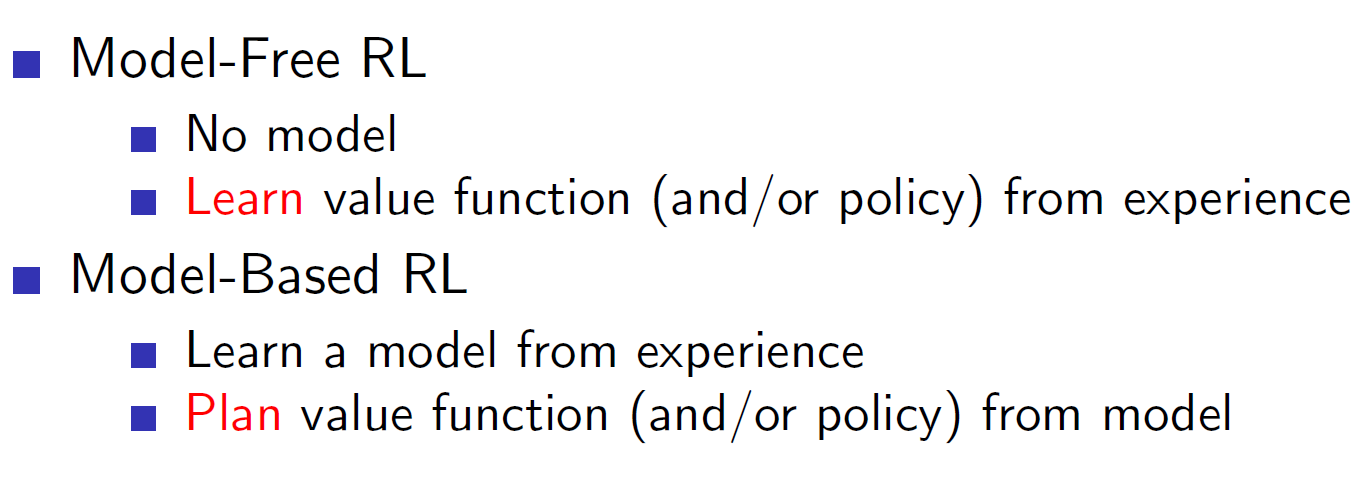 Model-Free RL
No model
Learn value function (and/or policy) from experience
Model-Based RL
Learn a model from experience
Plan value function (and/or policy) from model